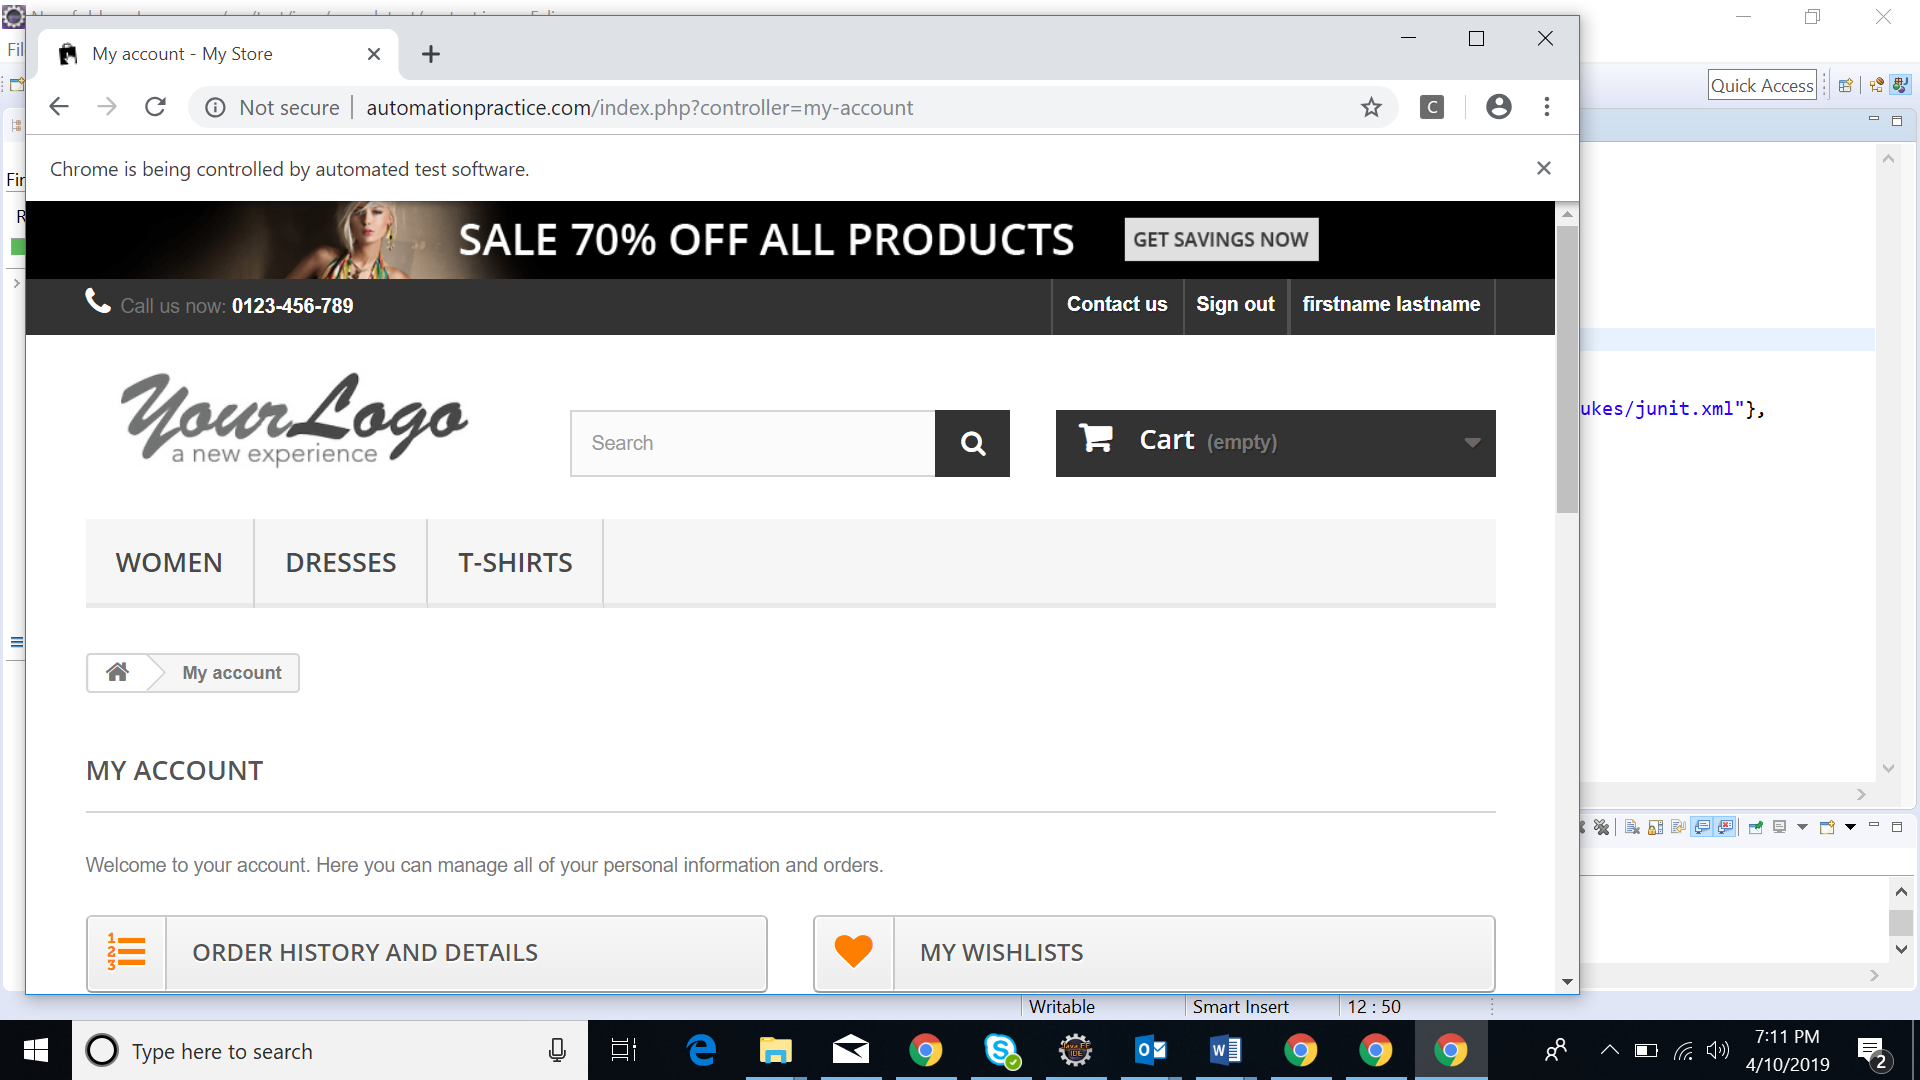 My account - My Store
Quick Access
Not secure
automationpractice.com/index.php?controller=my-account
C
Chrome is being controlled by automated test software.
SALE 70% OFF ALL PRODUCTS
GET SAVINGS NOW
Call us now: 0123-456-789
Contact us
Sign out
firstname lastname
YourLogo
a new experience
Search
Cart (empty)
ukes/junit.xml"},
WOMEN
DRESSES
T-SHIRTS
My account
MY ACCOUNT
Welcome to your account. Here you can manage all of your personal information and orders.
1
2
3
ORDER HISTORY AND DETAILS
MY WISHLISTS
Writable
Smart Insert
12 : 50
Type here to search
7:11 PM
4/10/2019
2